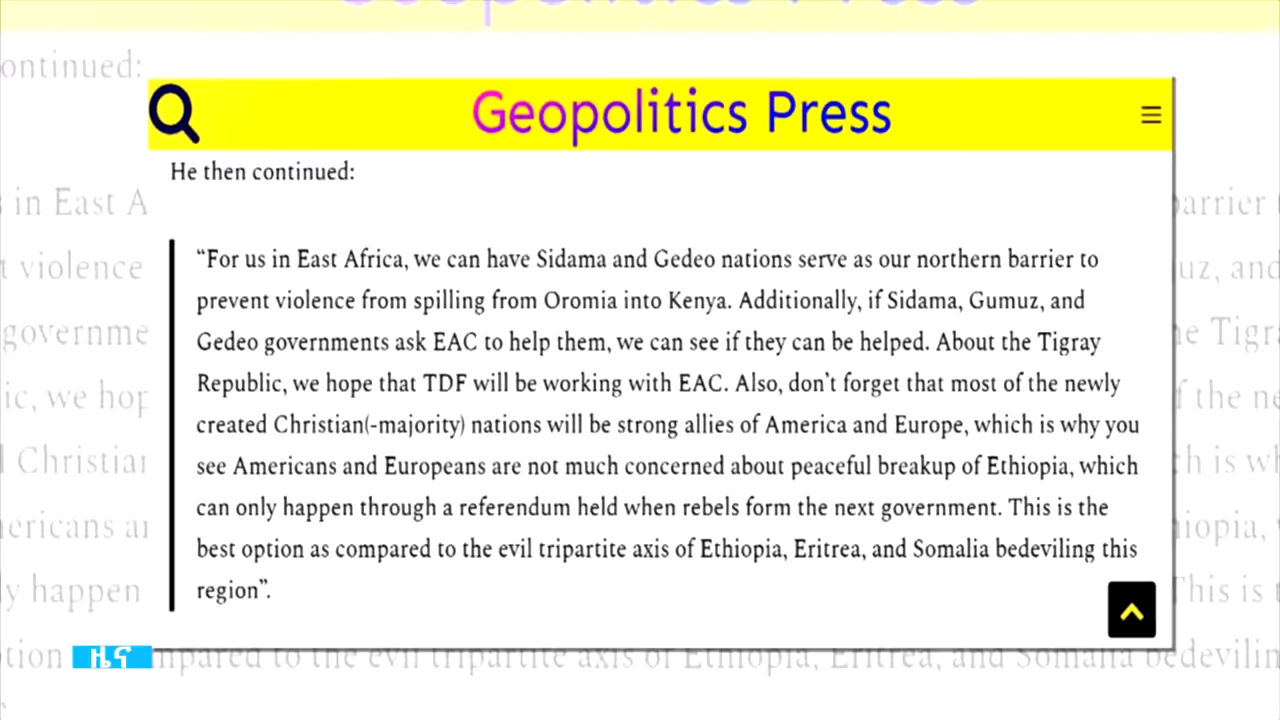 Geopolitics Press
He then continued:
“For us in East Africa, we can have Sidama and Gedeo nations serve as our northern barrier to
prevent violence from spilling from Oromia into Kenya. Additionally, if Sidama, Gumuz, and
Gedeo governments ask EAC to help them, we can see if they can be helped. About the Tigray
Republic, we hope that TDF will be working with EAC. Also, don’t forget that most of the newly
created Christian(-majority) nations will be strong allies of America and Europe, which is why you
see Americans and Europeans are not much concerned about peaceful breakup of Ethiopia, which
can only happen through a referendum held when rebels form the next government. This is the
best option as compared to the evil tripartite axis of Ethiopia, Eritrea, and Somalia bedeviling this
region”.
ዜና